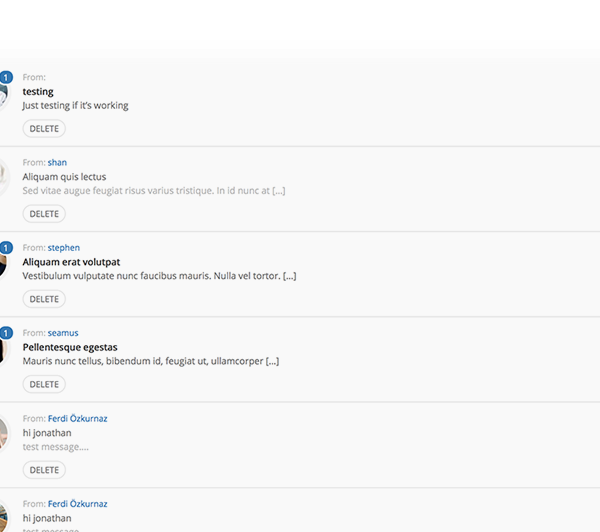 1
From:
testing
Just testing if it's working
DELETE
From: shan
Aliquam quis lectus
Sed vitae augue feugiat risus varius tristique. In id nunc at [...]
DELETE
1
From: stephen
Aliquam erat volutpat
Vestibulum vulputate nunc faucibus mauris. Nulla vel tortor. [...]
DELETE
1
From: seamus
Pellentesque egestas
Mauris nunc tellus, bibendum id, feugiat ut, ullamcorper [...]
DELETE
From: Ferdi Özkurnaz
hi jonathan
test message....
DELETE
From: Ferdi Özkurnaz
hi jonathan
test message